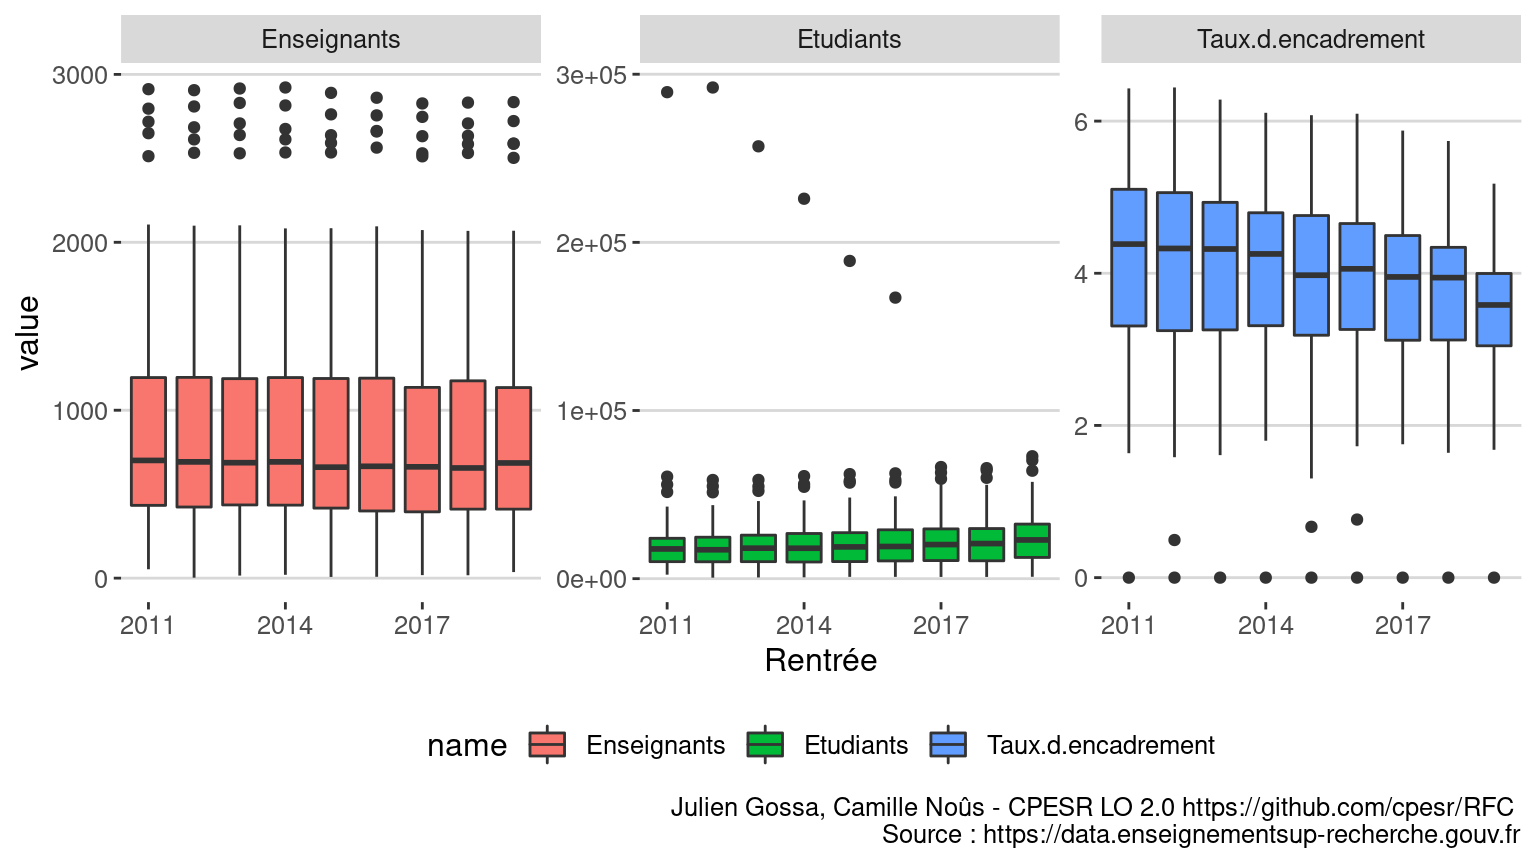 Enseignants
Etudiants
Taux.d.encadrement
3000
2000
1000
0
3e+05
2e+05
1e+05
0e+00
6
4
2
0
value
2011 2014 2017
2011 2014 2017
2011 2014 2017
Rentrée
name Enseignants Etudiants Taux.d.encadrement
Julien Gossa, Camille Noûs - CPESR LO 2.0 https://github.com/cpesr/RFC
Source : https://data.enseignementsup-recherche.gouv.fr